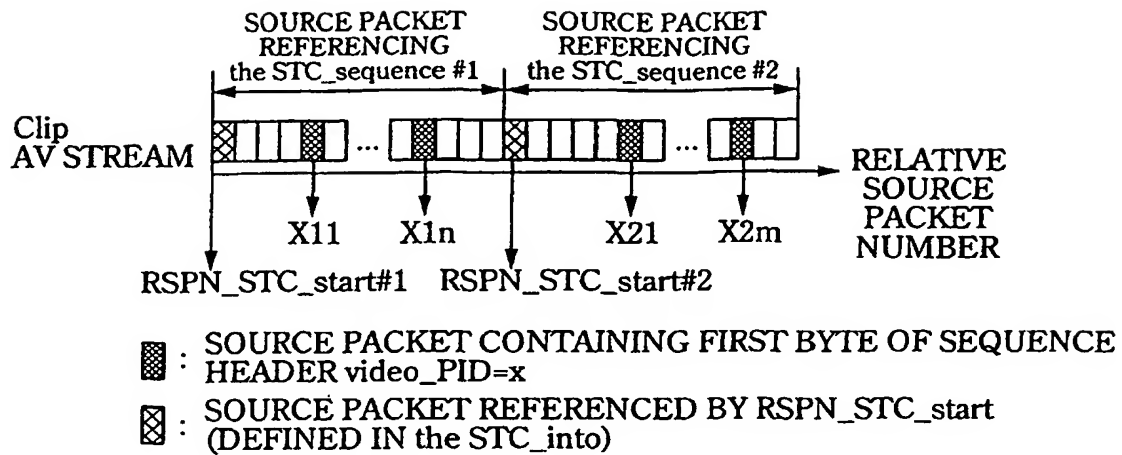 SOURCE PACKET
REFERENCING
the STC_sequence #1
SOURCE PACKET
REFERENCING
the STC_sequence #2
Clip
AV STREAM
...
...
RELATIVE
SOURCE
PACKET
NUMBER
X11
X1n
X21
X2m
RSPN_STC_start#1
RSPN_STC_start#2
: SOURCE PACKET CONTAINING FIRST BYTE OF SEQUENCE
HEADER video_PID=x
: SOURCE PACKET REFERENCED BY RSPN_STC_start
(DEFINED IN the STC_into)